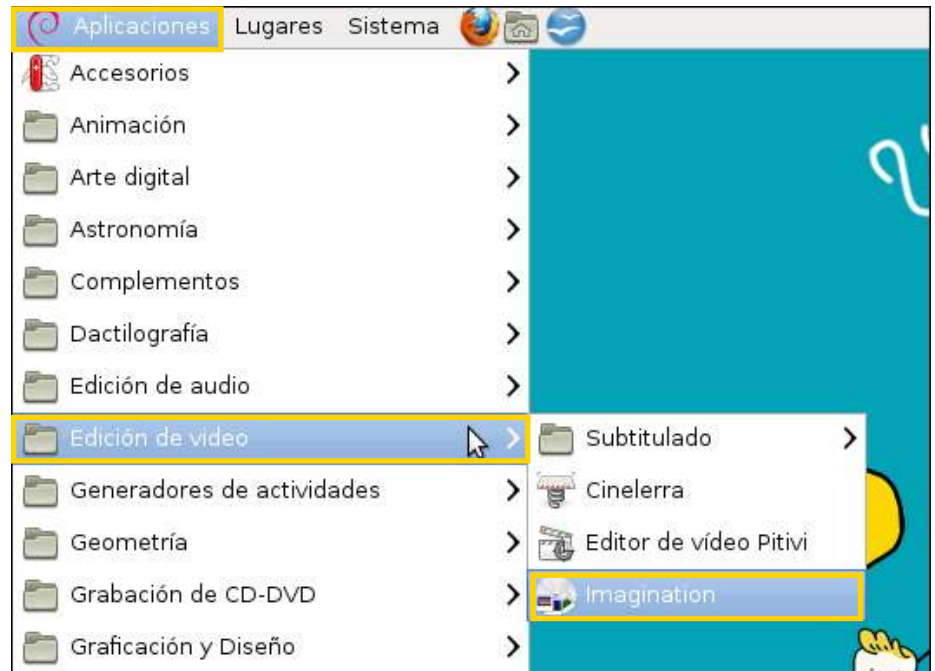 Aplicaciones Lugares Sistema
Accesorios
Animación
Arte digital
Astronomía
Complementos
Dactilografía
Edición de audio
Edición de video
Subtitulado
Generadores de actividades
Cinelerra
Geometría
Editor de vídeo Pitivi
Grabación de CD-DVD
Imagination
Graficación y Diseño